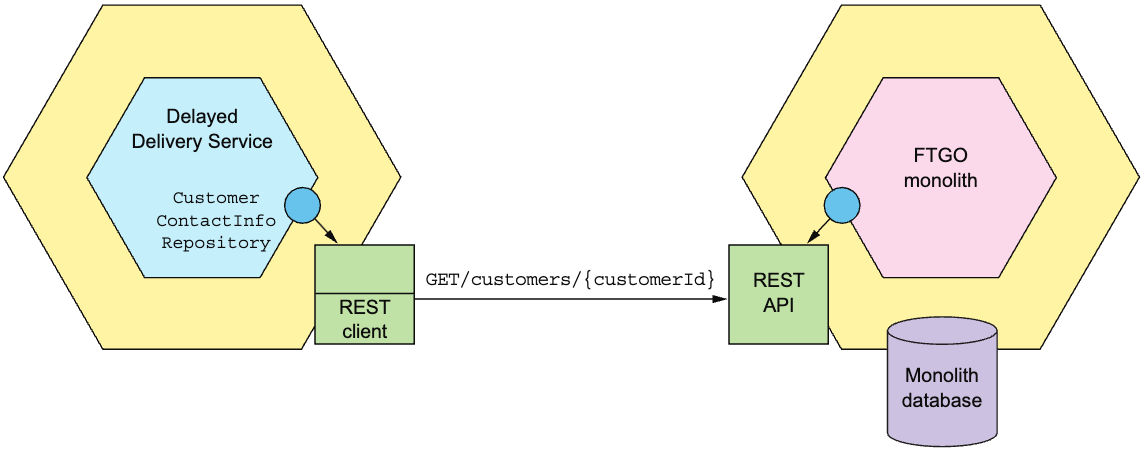 Delayed
Delivery Service
Customer
ContactInfo
Repository
REST
client
GET/customers/{customerId}
REST
API
FTGO
monolith
Monolith
database